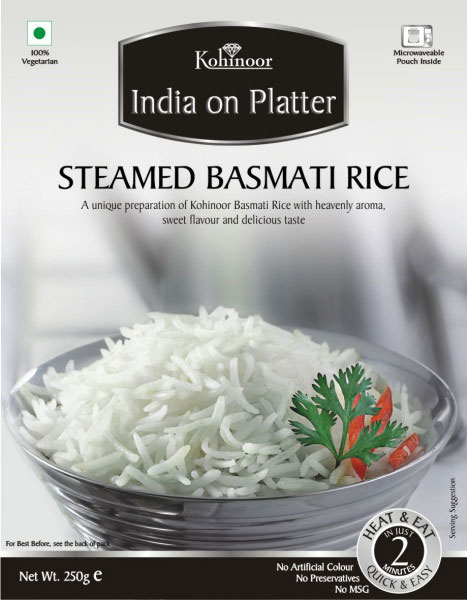 100%
Vegetarian
Microwaveable
Pouch Inside
Kohinoor
India on Platter
STEAMED BASMATI RICE
A unique preparation of Kohinoor Basmati Rice with heavenly aroma,
sweet flavour and delicious taste
Serving Suggestion
For Best Before, see the back of pack
HEAT & EAT
IN JUST
2
MINUTES
QUICK & EASY
Net Wt. 250g e
No Artificial Colour
No Preservatives
No MSG